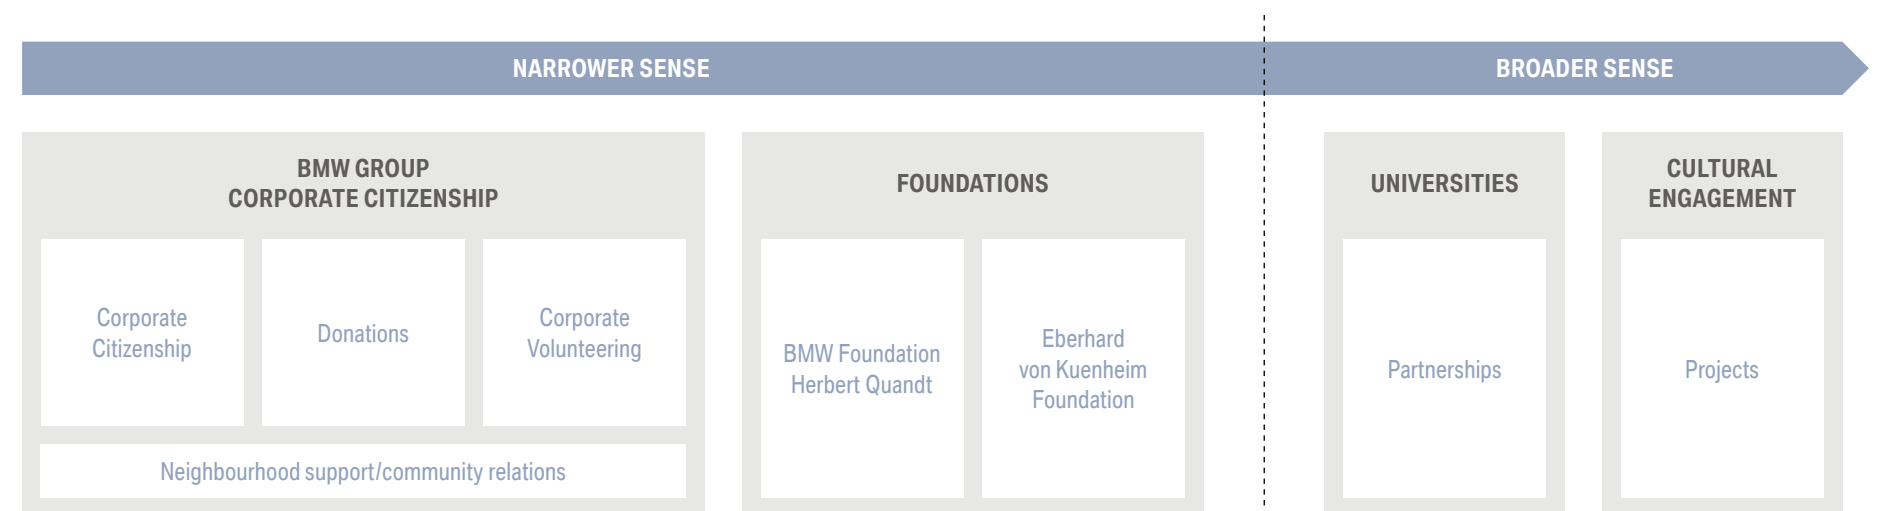 NARROWER SENSE
BROADER SENSE
BMW GROUP
CORPORATE CITIZENSHIP
Corporate
Citizenship
Donations
Corporate
Volunteering
Neighbourhood support/community relations
FOUNDATIONS
BMW Foundation
Herbert Quandt
Eberhard
von Kuenheim
Foundation
UNIVERSITIES
Partnerships
CULTURAL
ENGAGEMENT
Projects